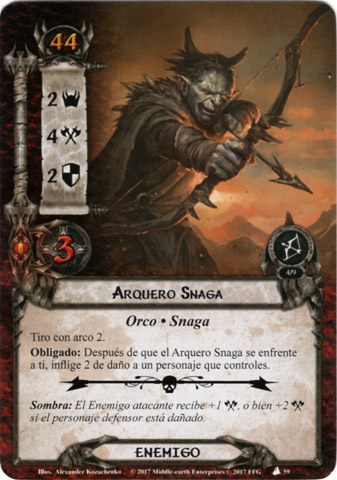 44
2
4
2
3
4/9
Arquero Snaga
Orco • Snaga
Tiro con arco 2.
Obligado: Después de que el Arquero Snaga se enfrente
a ti, inflige 2 de daño a un personaje que controles.
Sombra: El Enemigo atacante recibe +1, o bien +2
si el personaje defensor está dañado.
ENEMIGO
Illus. Alexander Kozachenko © 2017 Middle-earth Enterprises © 2017 FFG 59